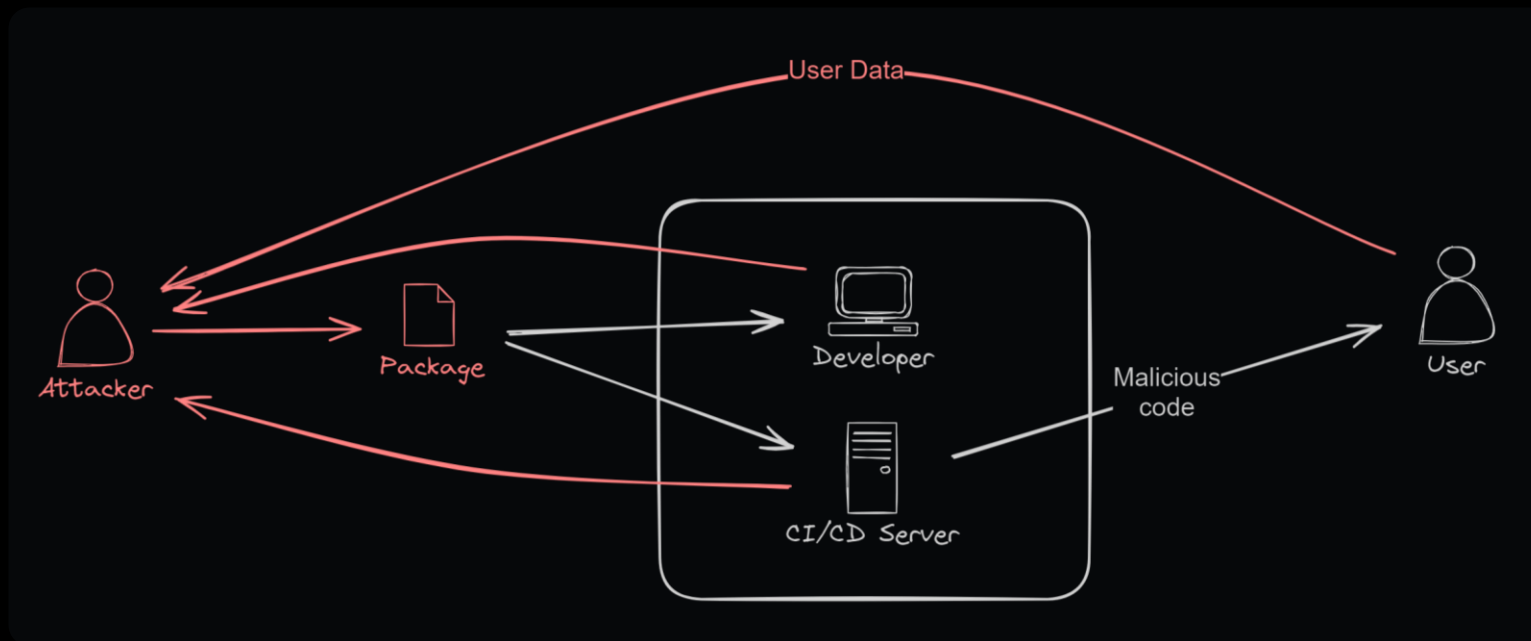 User Data
Attacker
Package
Developer
CI/CD Server
Malicious
code
User